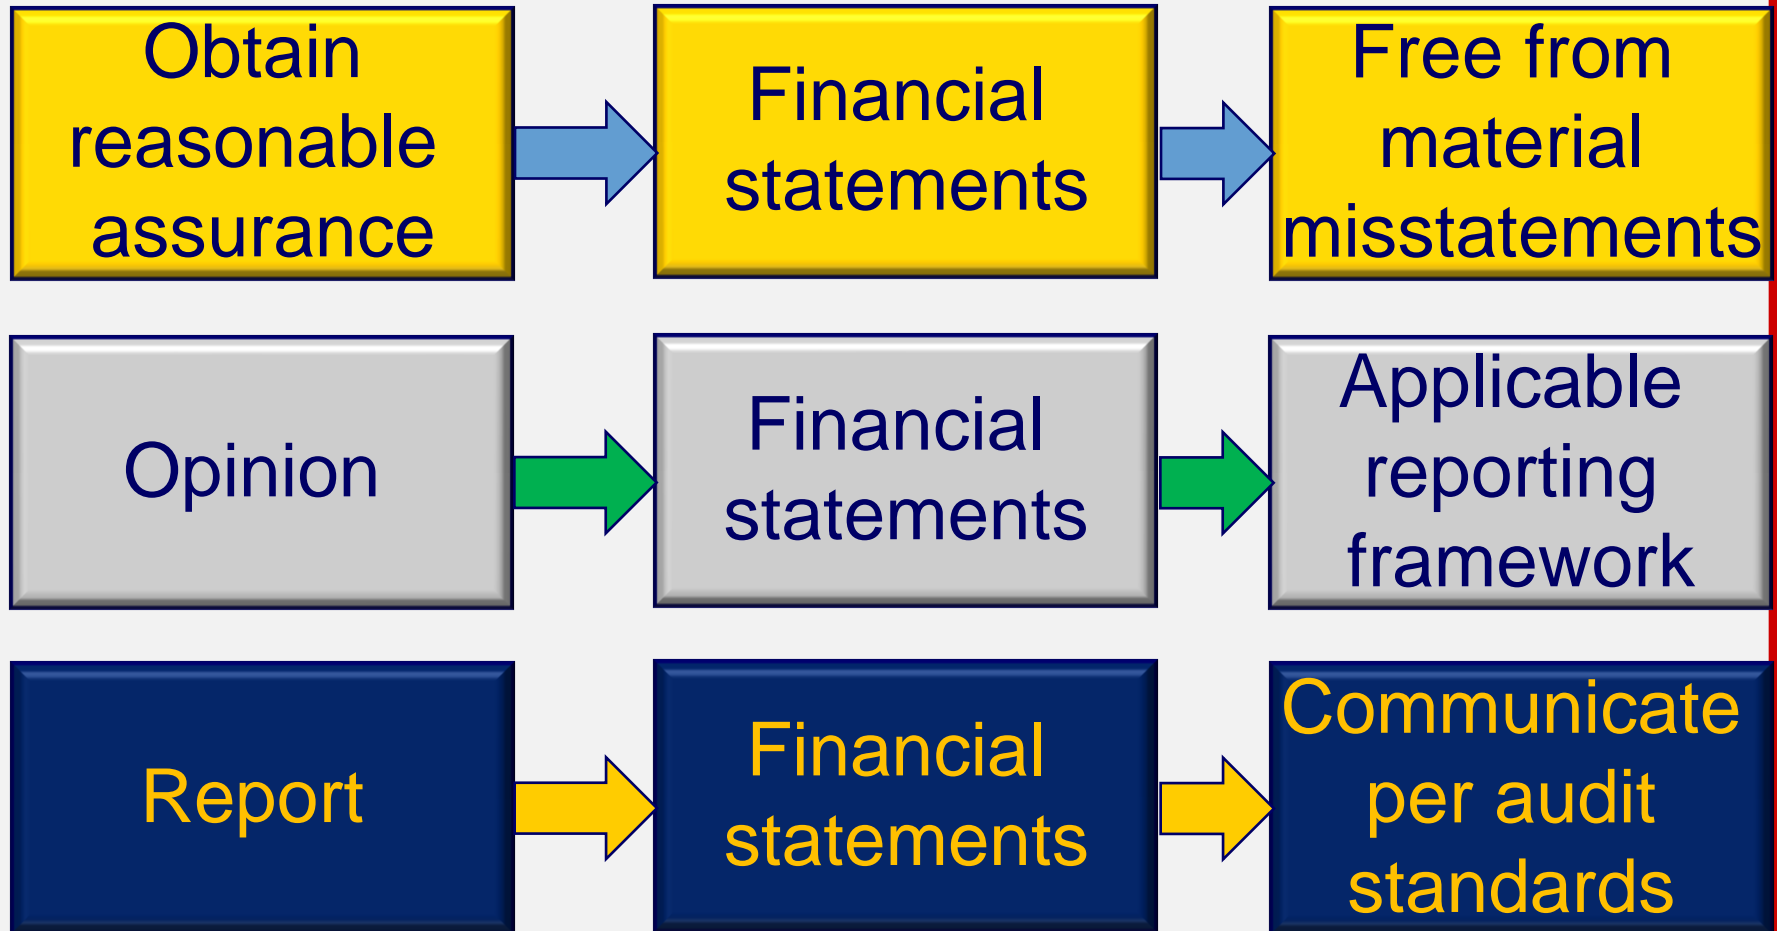 Obtain
reasonable
assurance
Financial
statements
Free from
material
misstatements
Opinion
Financial
statements
Applicable
reporting
framework
Report
Financial
statements
Communicate
per audit
standards